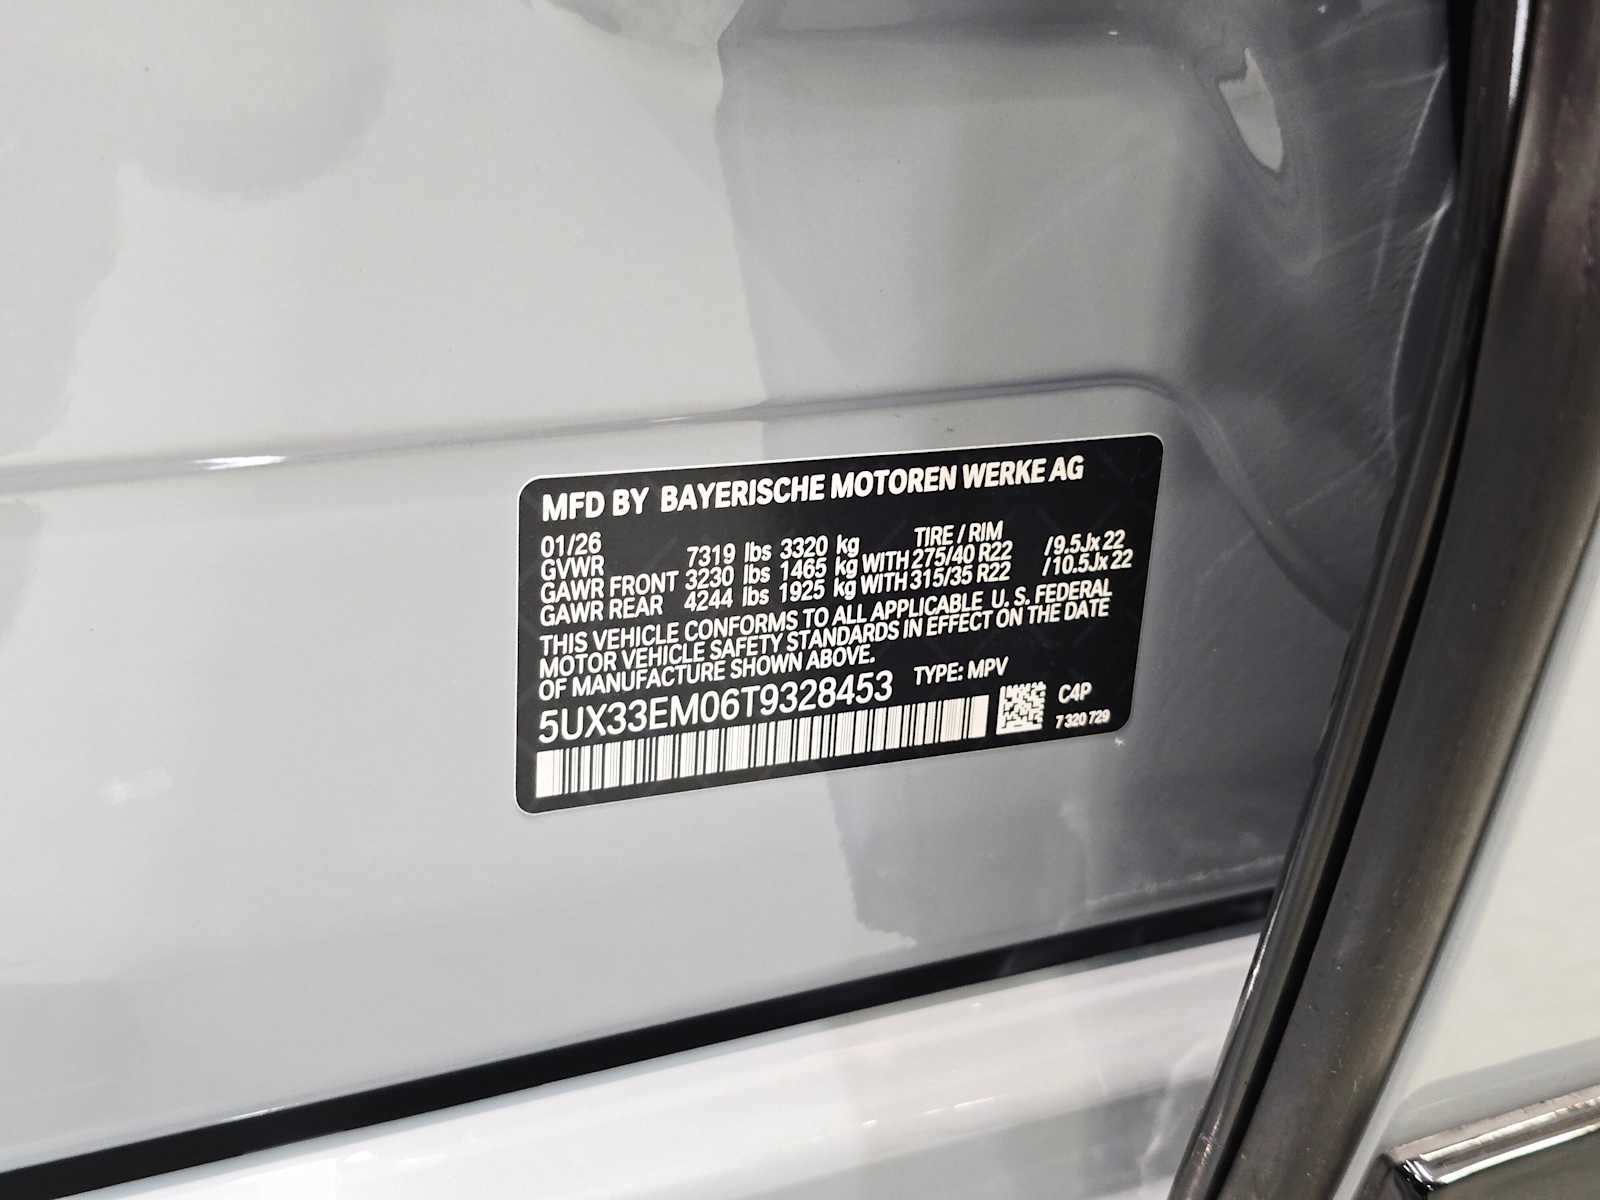 MFD BY BAYERISCHE MOTOREN WERKE AG
01/26 TIRE / RIM
GVWR 7319 lbs 3320 kg
GAWR FRONT 3230 lbs 1465 kg WITH 275/40 R22 /9.5Jx22
GAWR REAR 4244 lbs 1925 kg WITH 315/35 R22 /10.5Jx22
THIS VEHICLE CONFORMS TO ALL APPLICABLE U. S. FEDERAL
MOTOR VEHICLE SAFETY STANDARDS IN EFFECT ON THE DATE
OF MANUFACTURE SHOWN ABOVE.
5UX33EM06T9328453 TYPE: MPV
C4P
7 320 729